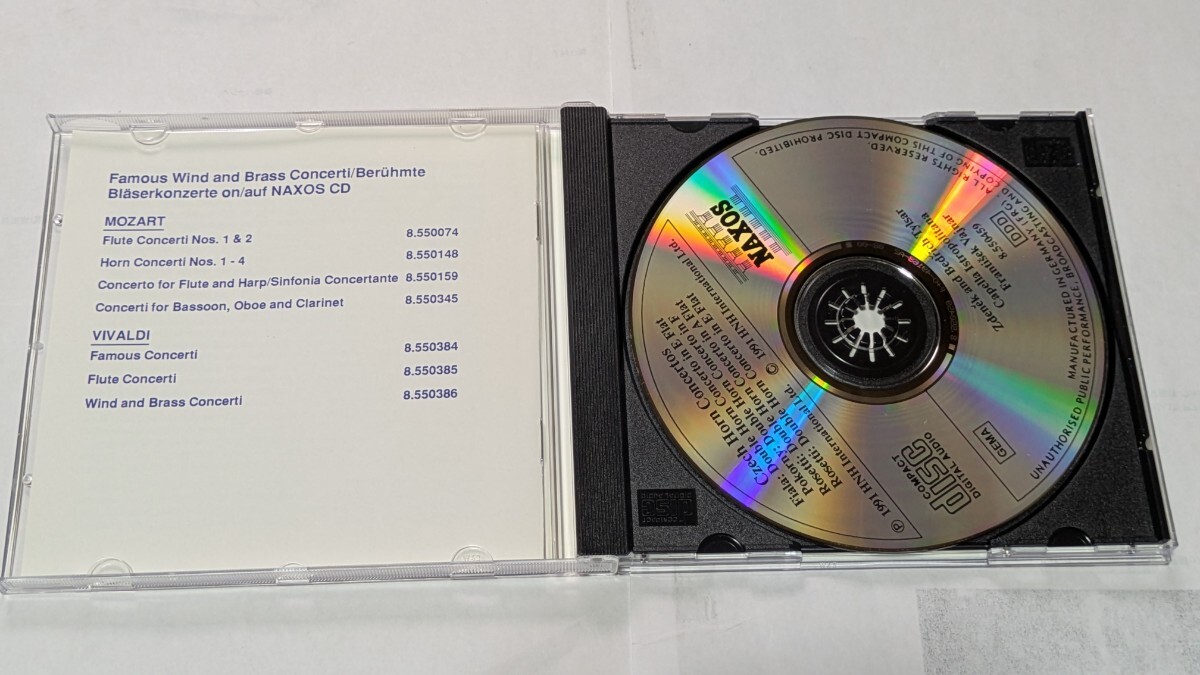 Famous Wind and Brass Concerti/Berühmte
Bläserkonzerte on/auf NAXOS CD
MOZART
Flute Concerti Nos. 1 & 2 8.550074
Horn Concerti Nos. 1 - 4 8.550148
Concerto for Flute and Harp/Sinfonia Concertante 8.550159
Concerti for Bassoon, Oboe and Clarinet 8.550345
VIVALDI
Famous Concerti 8.550384
Flute Concerti 8.550385
Wind and Brass Concerti 8.550386
NAXOS
Czech Horn Concertos
Fiala: Double Horn Concerto in E Flat
Pokorny: Double Horn Concerto in F
Rosetti: Double Horn Concerto in A Flat
Rosetti: Double Horn Concerto in E Flat
℗ 1991 HNH International Ltd.
© 1991 HNH International Ltd.
Zdeněk and Bedřich Tylsar
Capella Istropolitana
František Vajnar
DDD
8.550459
GEMA
COMPACT
disc
DIGITAL AUDIO
MANUFACTURED IN GERMANY (FRG)
ALL RIGHTS RESERVED.
UNAUTHORISED PUBLIC PERFORMANCE, BROADCASTING AND COPYING OF THIS COMPACT DISC PROHIBITED.